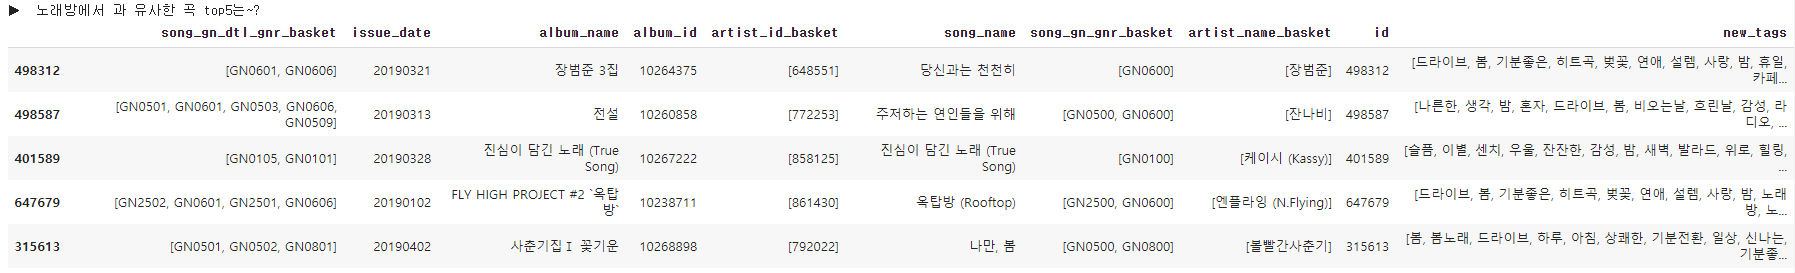 ▶ 노래방에서 과 유사한 곡 top5는~?
song_gn_dtl_gnr_basket issue_date album_name album_id artist_id_basket song_name song_gn_gnr_basket artist_name_basket id new_tags
498312 [GN0601, GN0606] 20190321 장범준 3집 10264375 [648551] 당신과는 천천히 [GN0600] [장범준] 498312 [드라이브, 봄, 기분좋은, 히트곡, 벚꽃, 연애, 설렘, 사랑, 밤, 휴일,
카페...
498587 [GN0501, GN0601, GN0503, GN0606,
GN0509] 20190313 전설 10260858 [772253] 주저하는 연인들을 위해 [GN0500, GN0600] [잔나비] 498587 [나른한, 생각, 밤, 혼자, 드라이브, 봄, 비오는날, 흐린날, 감성, 라
디오, ...
401589 [GN0105, GN0101] 20190328 진심이 담긴 노래 (True
Song) 10267222 [858125] 진심이 담긴 노래 (True
Song) [GN0100] [케이시 (Kassy)] 401589 [슬픔, 이별, 센치, 우울, 잔잔한, 감성, 밤, 새벽, 발라드, 위로, 힐링,
...
647679 [GN2502, GN0601, GN2501, GN0606] 20190102 FLY HIGH PROJECT #2 `옥탑
방` 10238711 [861430] 옥탑방 (Rooftop) [GN2500, GN0600] [엔플라잉 (N.Flying)] 647679 [드라이브, 봄, 기분좋은, 히트곡, 벚꽃, 연애, 설렘, 사랑, 밤, 노래
방, 노...
315613 [GN0501, GN0502, GN0801] 20190402 사춘기집Ⅰ 꽃기운 10268898 [792022] 나만, 봄 [GN0500, GN0800] [볼빨간사춘기] 315613 [봄, 봄노래, 드라이브, 하루, 아침, 상쾌한, 기분전환, 일상, 신나는,
기분좋...